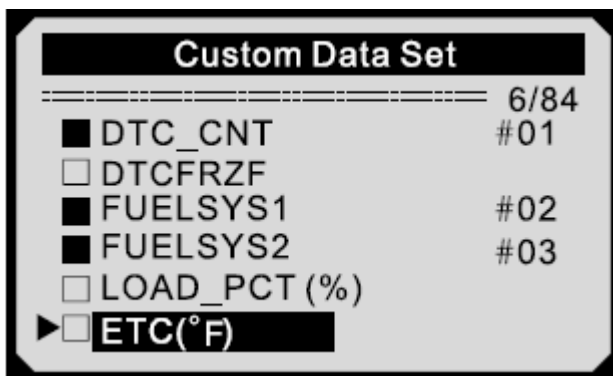 Custom Data Set
6/84
DTC_CNT #01
DTCFRZF
FUELSYS1 #02
FUELSYS2 #03
LOAD_PCT (%)
ETC(°F)